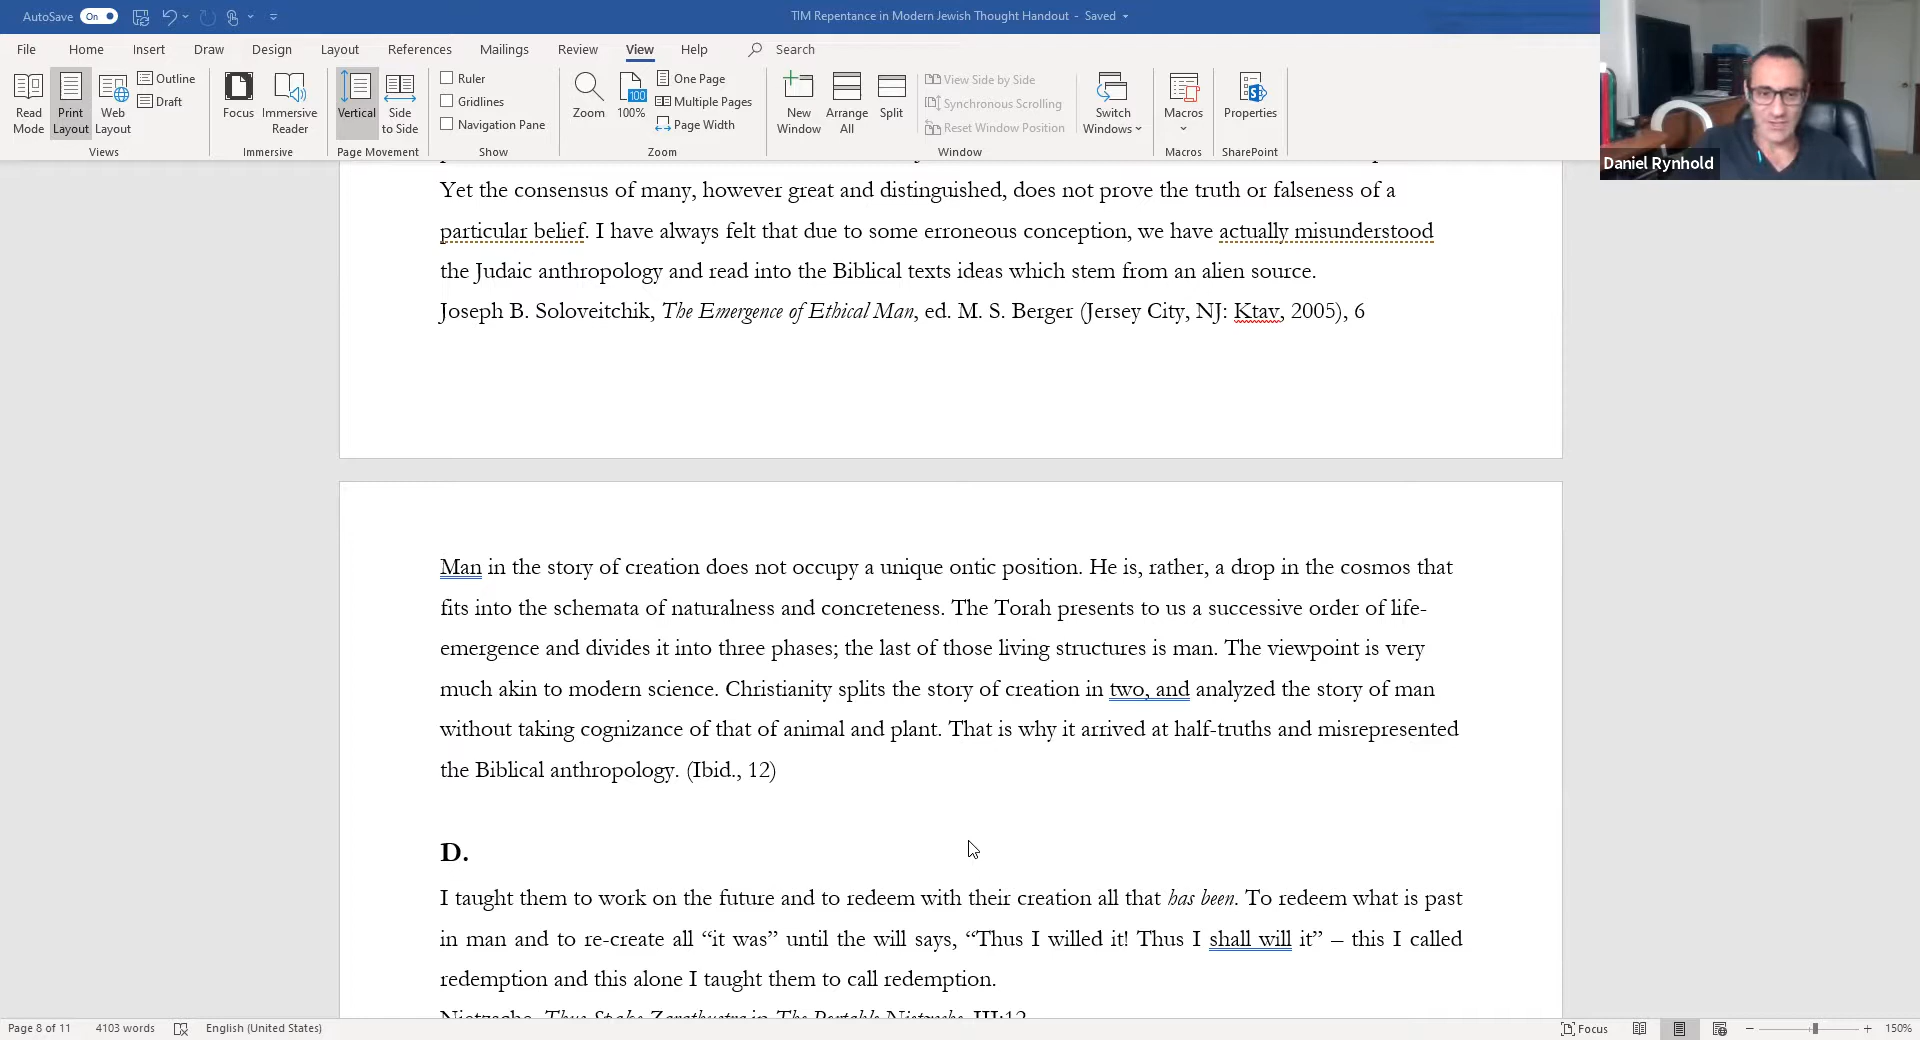 AutoSave On
TIM Repentance in Modern Jewish Thought Handout - Saved
File Home Insert Draw Design Layout References Mailings Review View Help Search
Read Mode
Print Layout
Web Layout
Outline
Draft
Views
Focus
Immersive Reader
Immersive
Vertical
Side to Side
Page Movement
Ruler
Gridlines
Navigation Pane
Show
Zoom
100
100%
One Page
Multiple Pages
Page Width
Zoom
New Window
Arrange All
Split
View Side by Side
Synchronous Scrolling
Reset Window Position
Switch Windows
Window
Macros
Macros
Properties
SharePoint
Daniel Rynhold
Yet the consensus of many, however great and distinguished, does not prove the truth or falseness of a
particular belief. I have always felt that due to some erroneous conception, we have actually misunderstood
the Judaic anthropology and read into the Biblical texts ideas which stem from an alien source.
Joseph B. Soloveitchik, The Emergence of Ethical Man, ed. M. S. Berger (Jersey City, NJ: Ktav, 2005), 6
Man in the story of creation does not occupy a unique ontic position. He is, rather, a drop in the cosmos that
fits into the schemata of naturalness and concreteness. The Torah presents to us a successive order of life-
emergence and divides it into three phases; the last of those living structures is man. The viewpoint is very
much akin to modern science. Christianity splits the story of creation in two, and analyzed the story of man
without taking cognizance of that of animal and plant. That is why it arrived at half-truths and misrepresented
the Biblical anthropology. (Ibid., 12)
D.
I taught them to work on the future and to redeem with their creation all that has been. To redeem what is past
in man and to re-create all “it was” until the will says, “Thus I willed it! Thus I shall will it” – this I called
redemption and this alone I taught them to call redemption.
Nietzsche, Thus Spoke Zarathustra in The Portable Nietzsche, III:12
Page 8 of 11 4103 words English (United States) Focus 150%